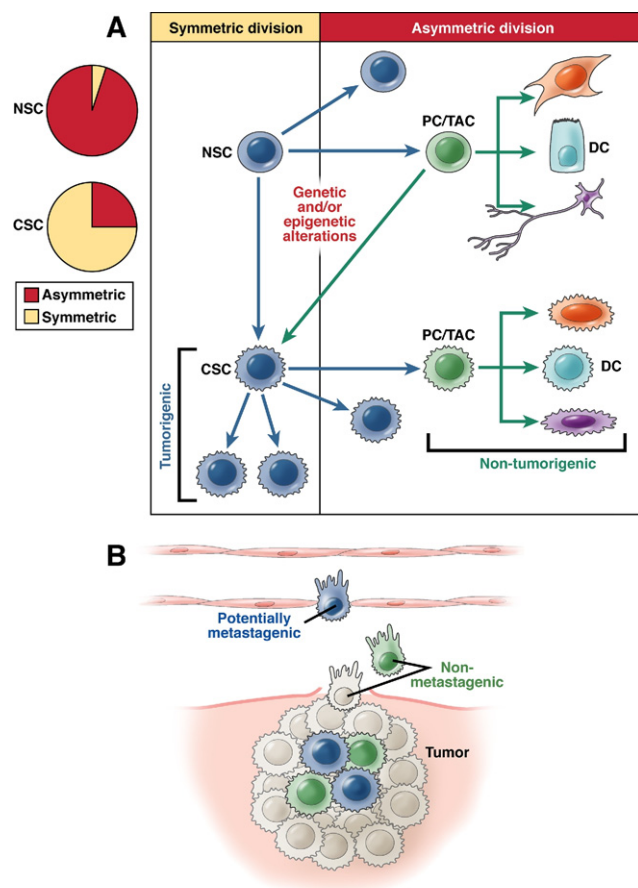 A
Symmetric division
Asymmetric division
NSC
CSC
Asymmetric
Symmetric
NSC
PC/TAC
DC
Genetic
and/or
epigenetic
alterations
CSC
PC/TAC
DC
Tumorigenic
Non-tumorigenic
B
Potentially
metastagenic
Non-
metastagenic
Tumor